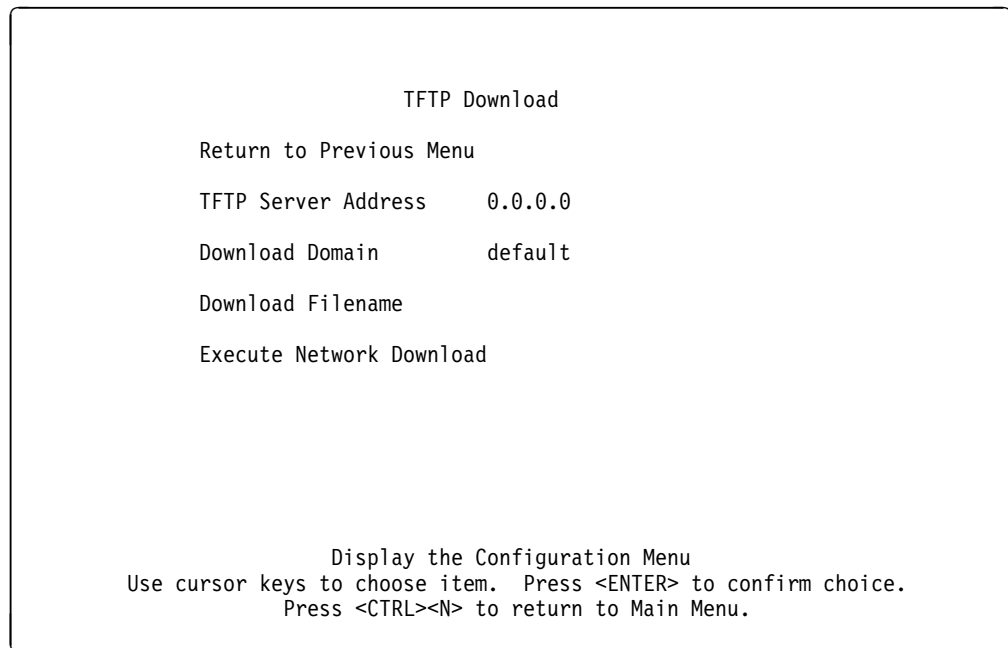 TFTP Download
Return to Previous Menu
TFTP Server Address 0.0.0.0
Download Domain default
Download Filename
Execute Network Download
Display the Configuration Menu
Use cursor keys to choose item. Press <ENTER> to confirm choice.
Press <CTRL><N> to return to Main Menu.